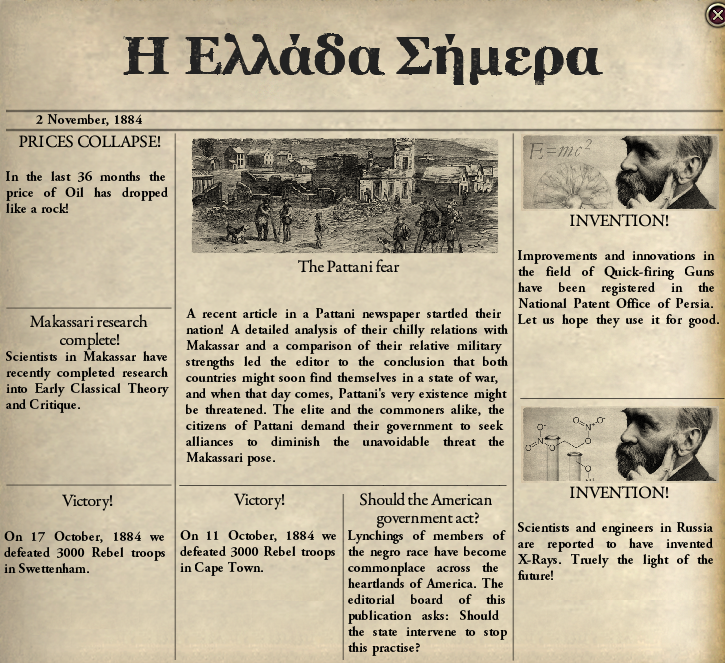 Η Ελλάδα Σήμερα
2 November, 1884
PRICES COLLAPSE!
In the last 36 months the
price of Oil has dropped
like a rock!
Makassari research
complete!
Scientists in Makassar have
recently completed research
into Early Classical Theory
and Critique.
Victory!
On 17 October, 1884 we
defeated 3000 Rebel troops
in Swettenham.
The Pattani fear
A recent article in a Pattani newspaper startled their
nation! A detailed analysis of their chilly relations with
Makassar and a comparison of their relative military
strengths led the editor to the conclusion that both
countries might soon find themselves in a state of war,
and when that day comes, Pattani's very existence might
be threatened. The elite and the commoners alike, the
citizens of Pattani demand their government to seek
alliances to diminish the unavoidable threat the
Makassari pose.
Victory!
On 11 October, 1884 we
defeated 3000 Rebel troops
in Cape Town.
Should the American
government act?
Lynchings of members of
the negro race have become
commonplace across the
heartlands of America. The
editorial board of this
publication asks: Should
the state intervene to stop
this practise?
E=mc²
INVENTION!
Improvements and innovations in
the field of Quick-firing Guns
have been registered in the
National Patent Office of Persia.
Let us hope they use it for good.
INVENTION!
Scientists and engineers in Russia
are reported to have invented
X-Rays. Truely the light of the
future!